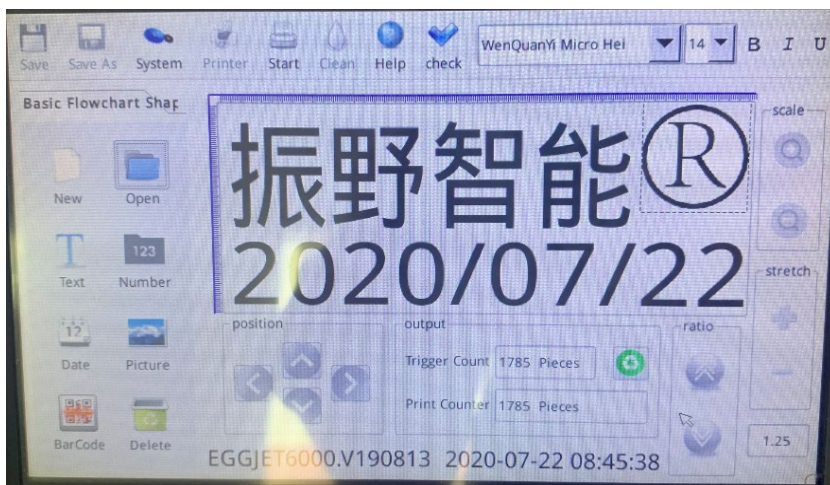 Save Save As System Printer Start Clean Help check WenQuanYi Micro Hei 14 B I U
Basic Flowchart Shap
New Open
Text 123 Number
12 Date Picture
BarCode Delete
振野智能®
2020/07/22
scale
stretch
position
output
Trigger Count 1785 Pieces
Print Counter 1785 Pieces
ratio
1.25
EGGJET6000.V190813 2020-07-22 08:45:38